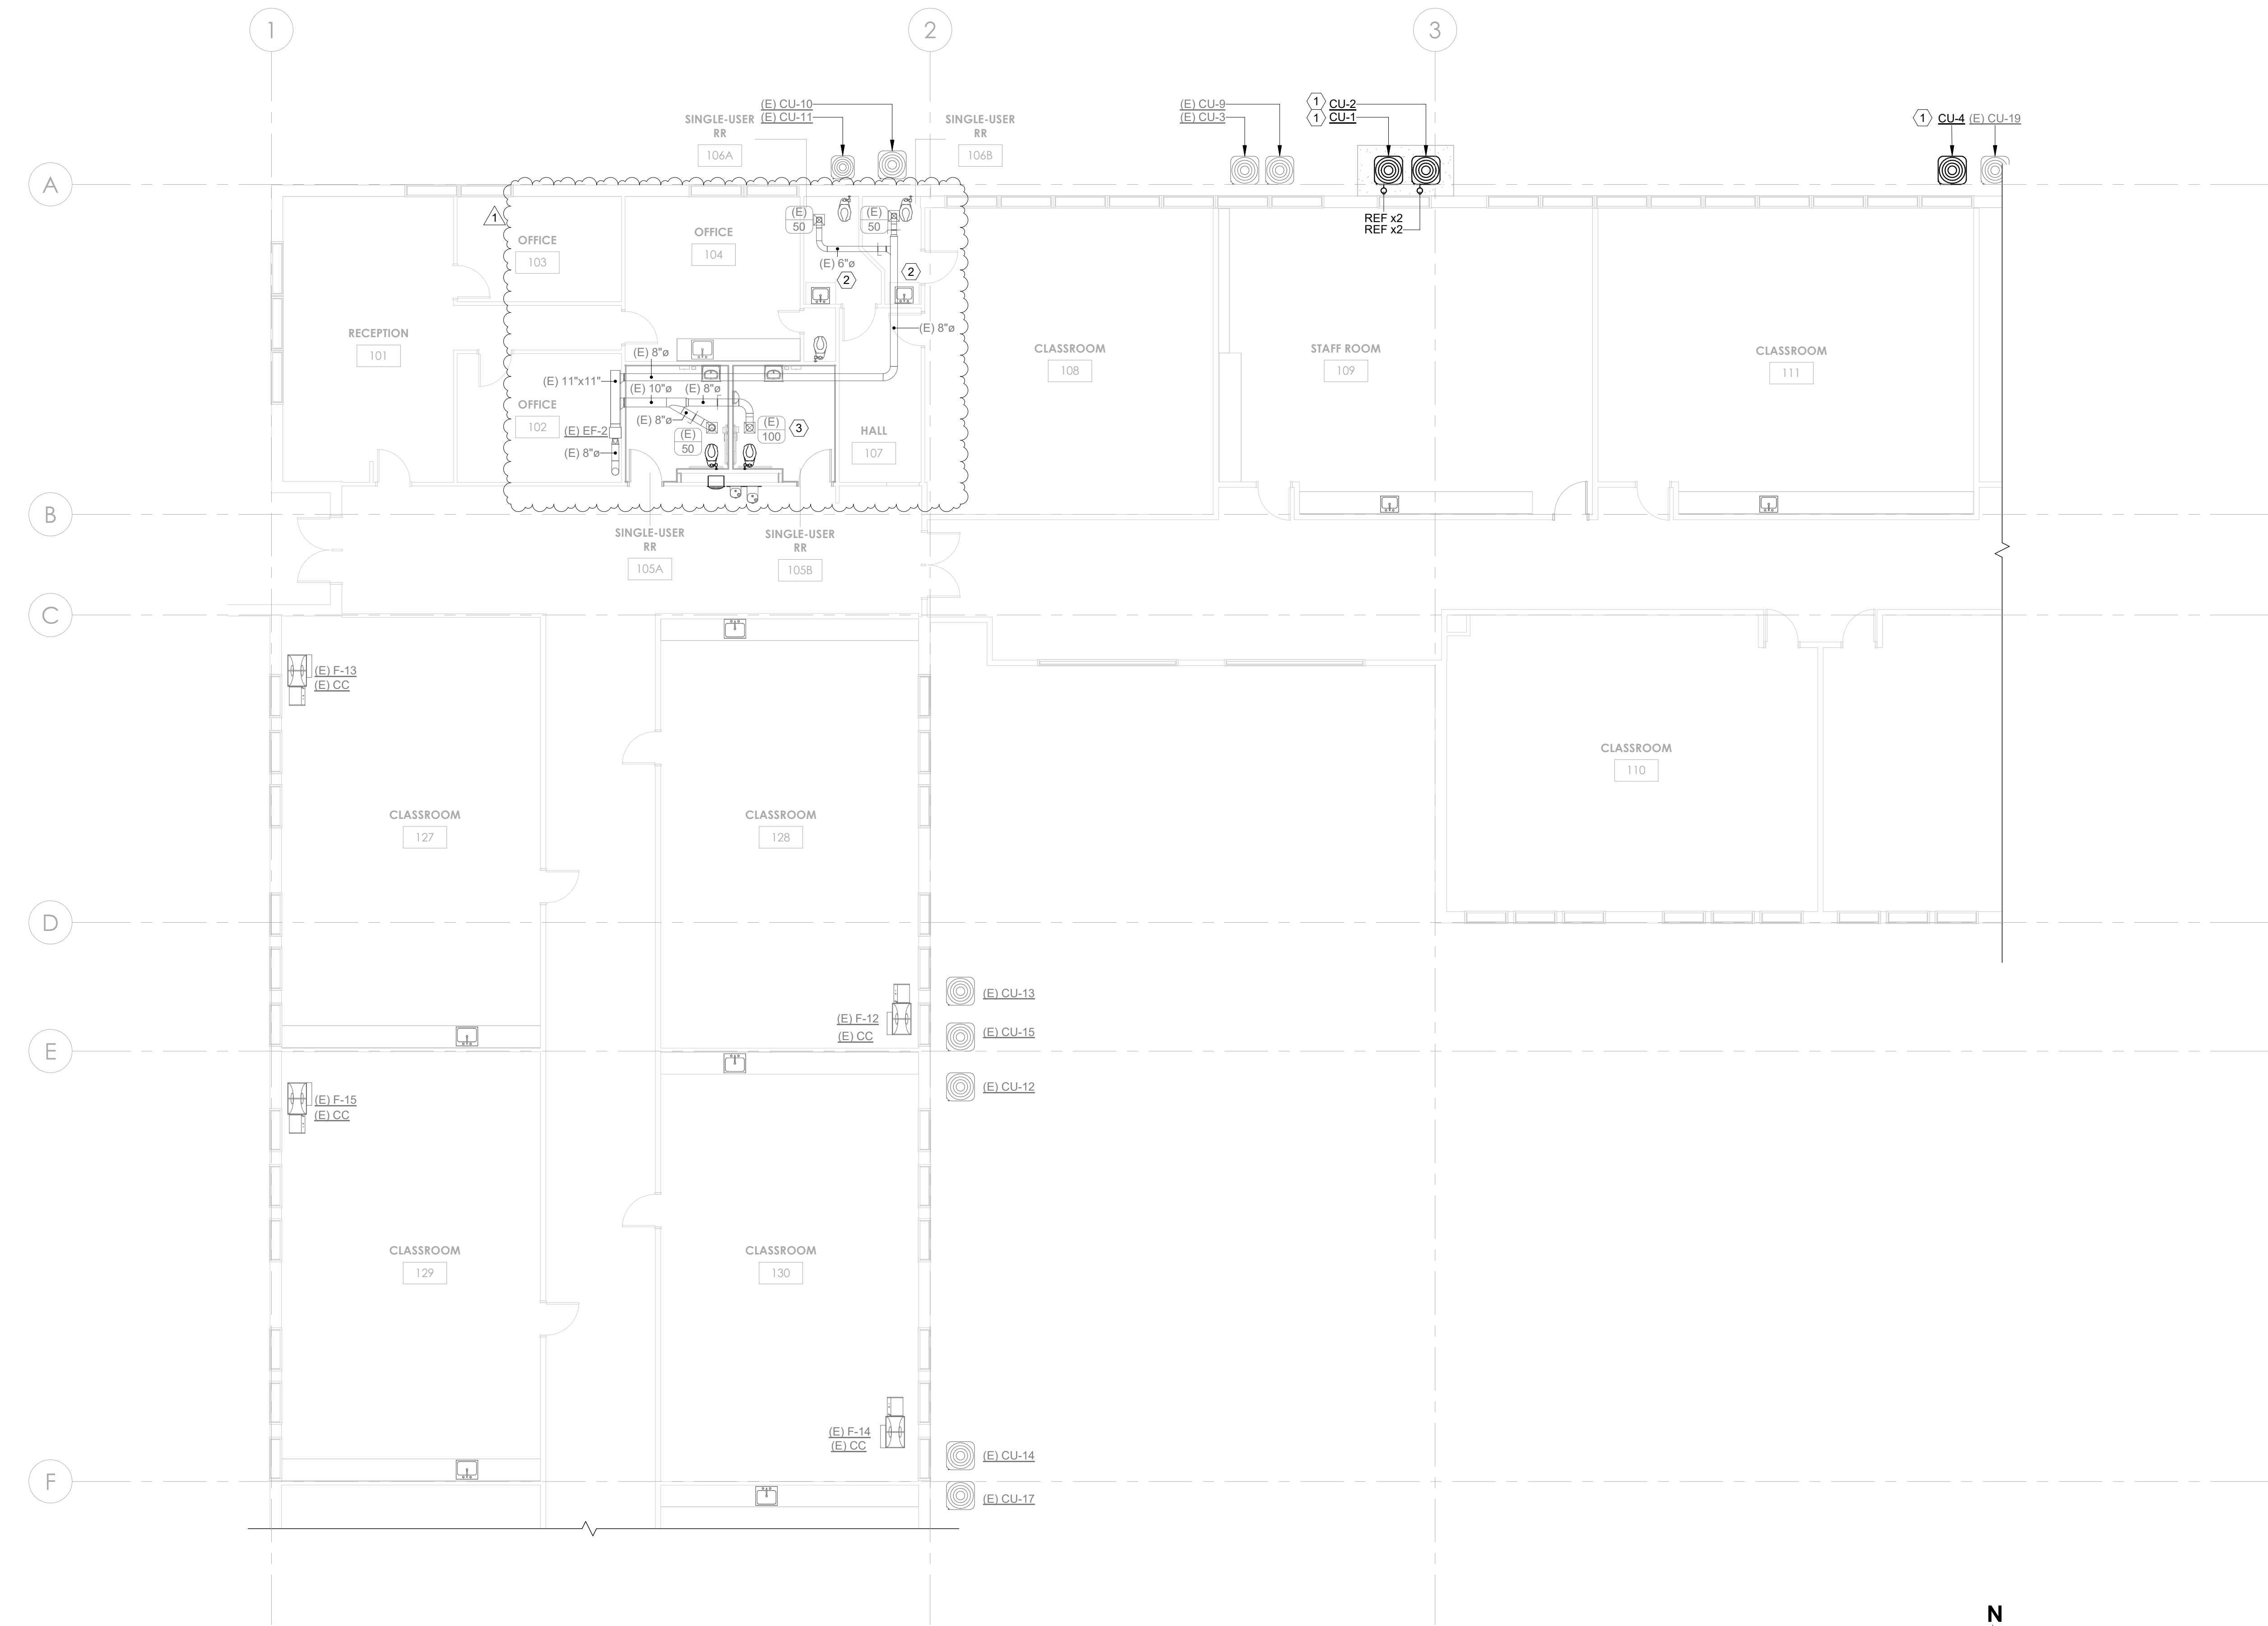 1
2
3
(E) CU-10
(E) CU-11
SINGLE-USER
RR
106A
SINGLE-USER
RR
106B
(E) CU-9
(E) CU-3
1 CU-2
1 CU-1
1 CU-4 (E) CU-19
A
1
(E)
50
(E)
50
REF x2
REF x2
OFFICE
103
OFFICE
104
(E) 6"ø
2
2
RECEPTION
101
(E) 8"ø
CLASSROOM
108
STAFF ROOM
109
CLASSROOM
111
(E) 8"ø
(E) 11"x11"
(E) 10"ø
(E) 8"ø
OFFICE
102
(E) 8"ø
(E) EF-2
(E)
50
(E)
100
3
(E) 8"ø
HALL
107
B
SINGLE-USER
RR
105A
SINGLE-USER
RR
105B
C
(E) F-13
(E) CC
CLASSROOM
110
CLASSROOM
127
CLASSROOM
128
D
(E) CU-13
(E) F-12
(E) CC
(E) CU-15
E
(E) CU-12
(E) F-15
(E) CC
CLASSROOM
129
CLASSROOM
130
(E) F-14
(E) CC
(E) CU-14
F
(E) CU-17
N